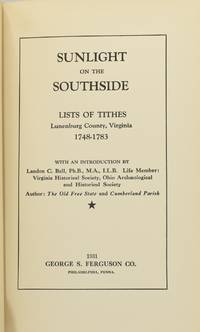 SUNLIGHT
ON THE
SOUTHSIDE
LISTS OF TITHES
Lunenburg County, Virginia
1748-1783
WITH AN INTRODUCTION BY
Landon C. Bell, Ph.B., M.A., LL.B. Life Member:
Virginia Historical Society, Ohio Archæological
and Historical Society
Author: The Old Free State and Cumberland Parish
★
1931
GEORGE S. FERGUSON CO.
PHILADELPHIA, PENNA.